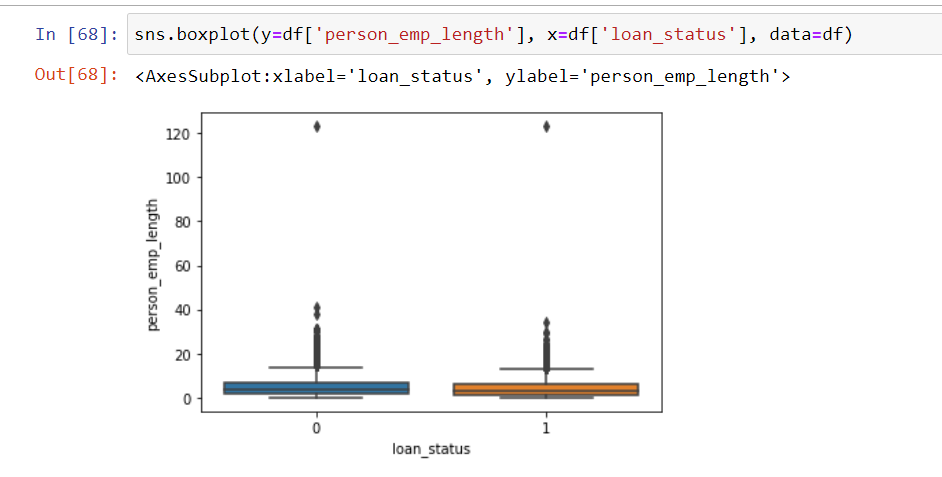 In [68]: sns.boxplot(y=df['person_emp_length'], x=df['loan_status'], data=df)
Out[68]: <AxesSubplot:xlabel='loan_status', ylabel='person_emp_length'>
120
100
80
60
40
20
0
person_emp_length
0 1
loan_status